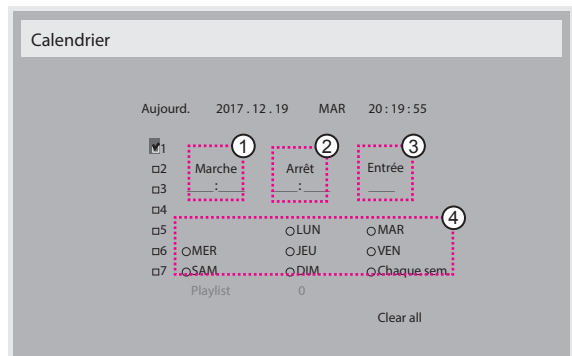 Calendrier
Aujourd. 2017 . 12 . 19 MAR 20 : 19 : 55
1 ① ② ③
2 Marche Arrêt Entrée
3 ___:___ ___:___ ____
4 ④
5 LUN MAR
6 MER JEU VEN
7 SAM DIM Chaque sem.
Playlist 0
Clear all